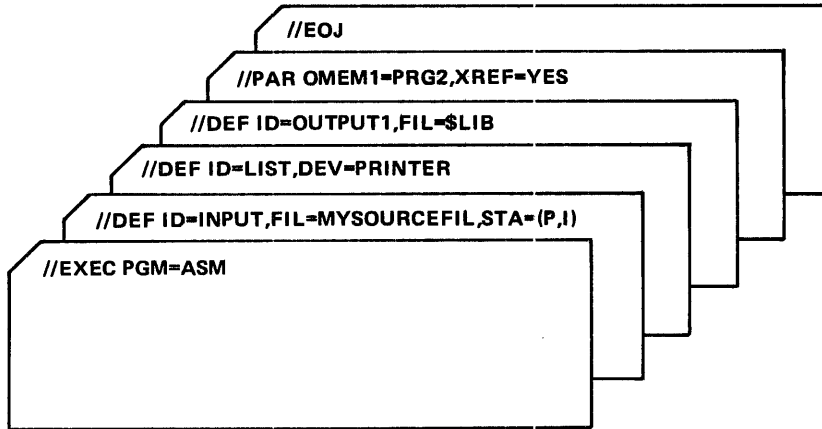 //EOJ
//PAR OMEM1=PRG2,XREF=YES
//DEF ID=OUTPUT1,FIL=$LIB
//DEF ID=LIST,DEV=PRINTER
//DEF ID=INPUT,FIL=MYSOURCEFIL,STA=(P,I)
//EXEC PGM=ASM